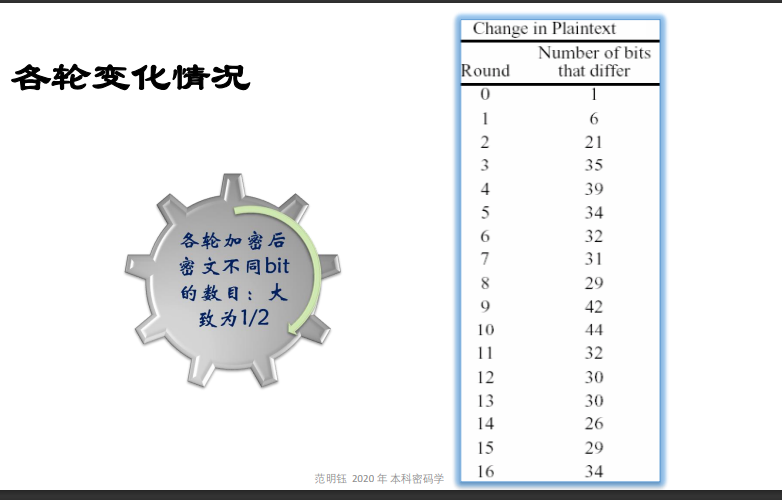 各轮变化情况
各轮加密后
密文不同bit
的数目：大
致为1/2
Change in Plaintext
Number of bits
Round that differ
0 1
1 6
2 21
3 35
4 39
5 34
6 32
7 31
8 29
9 42
10 44
11 32
12 30
13 30
14 26
15 29
16 34
范明钰 2020 年 本科密码学